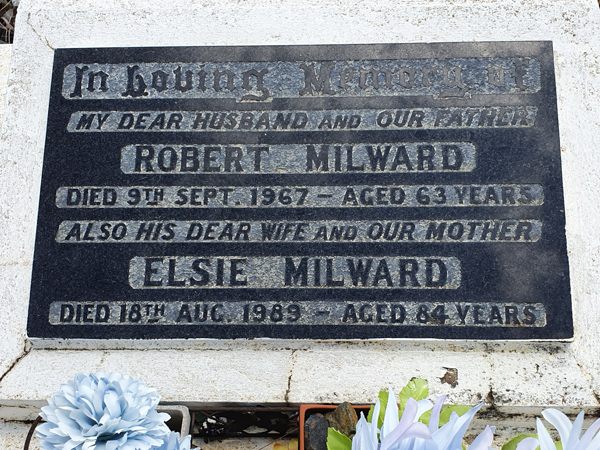 In Loving Memory of
MY DEAR HUSBAND AND OUR FATHER
ROBERT MILWARD
DIED 9TH SEPT. 1967 – AGED 63 YEARS
ALSO HIS DEAR WIFE AND OUR MOTHER
ELSIE MILWARD
DIED 18TH AUG. 1989 – AGED 84 YEARS